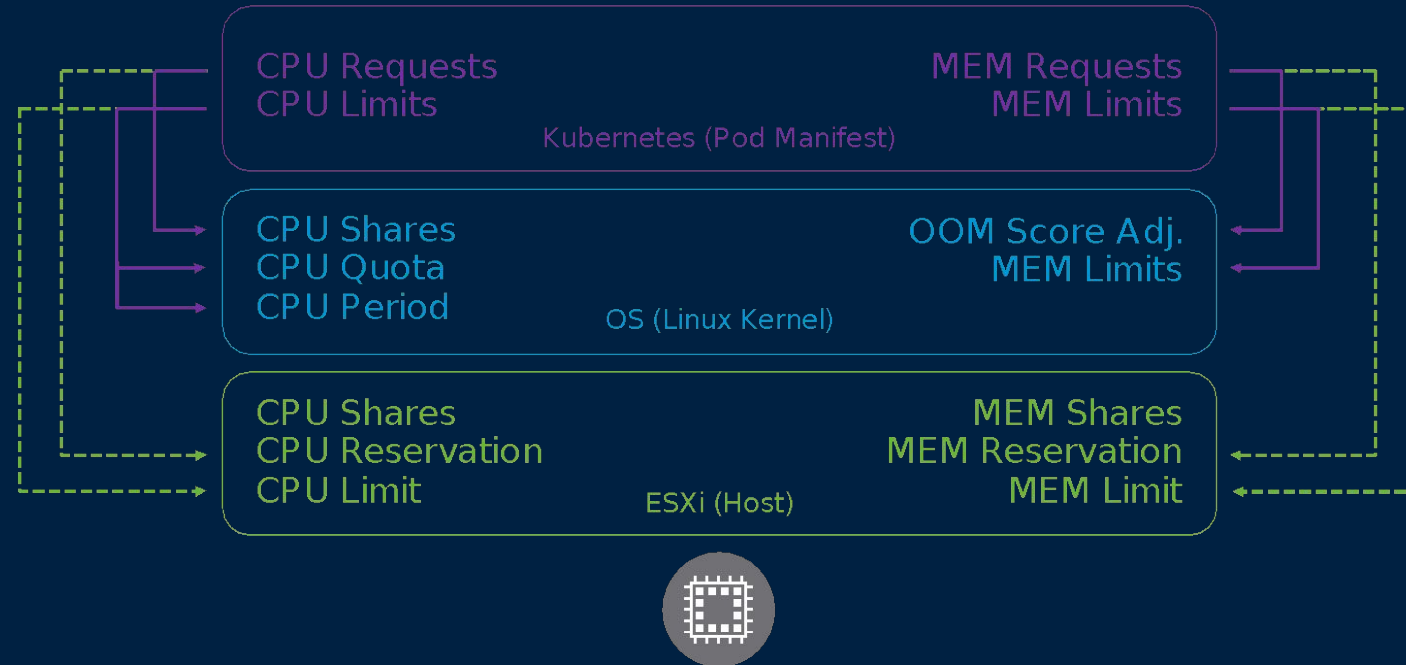 CPU Requests
MEM Requests
CPU Limits
MEM Limits
Kubernetes (Pod Manifest)
CPU Shares
OOM Score Adj.
CPU Quota
MEM Limits
CPU Period
OS (Linux Kernel)
CPU Shares
MEM Shares
CPU Reservation
MEM Reservation
CPU Limit
MEM Limit
ESXi (Host)